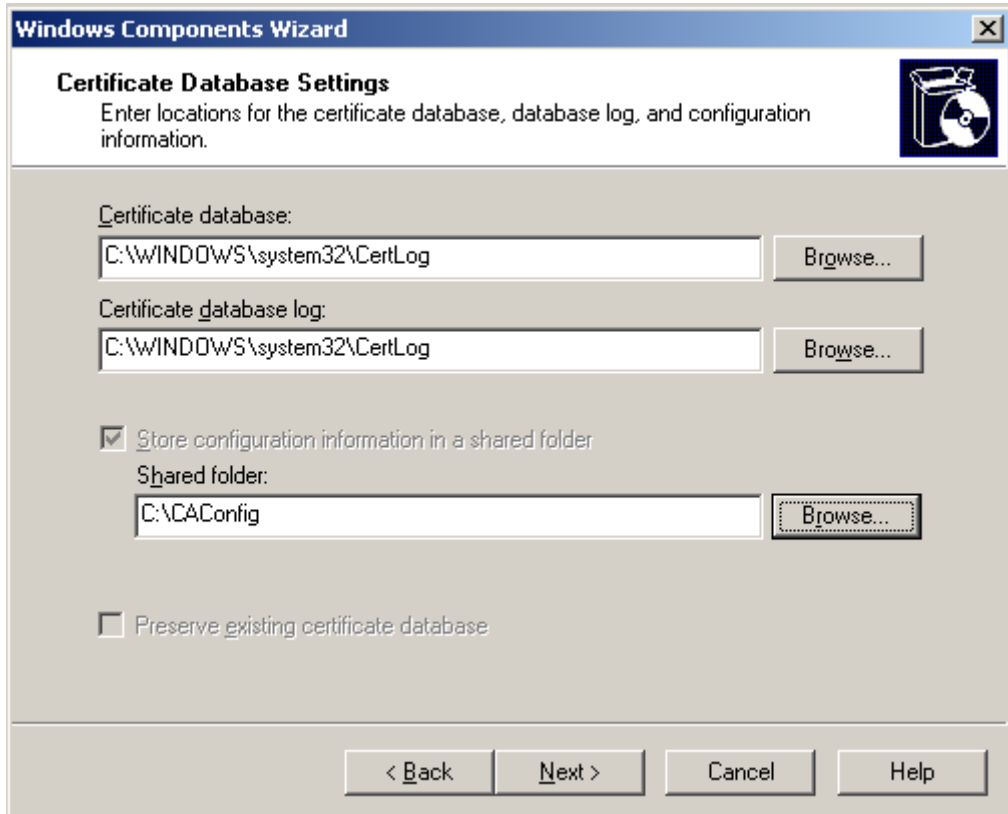 Windows Components Wizard
Certificate Database Settings
Enter locations for the certificate database, database log, and configuration
information.
Certificate database:
C:\WINDOWS\system32\CertLog
Browse...
Certificate database log:
C:\WINDOWS\system32\CertLog
Browse...
Store configuration information in a shared folder
Shared folder:
C:\CAConfig
Browse...
Preserve existing certificate database
< Back
Next >
Cancel
Help